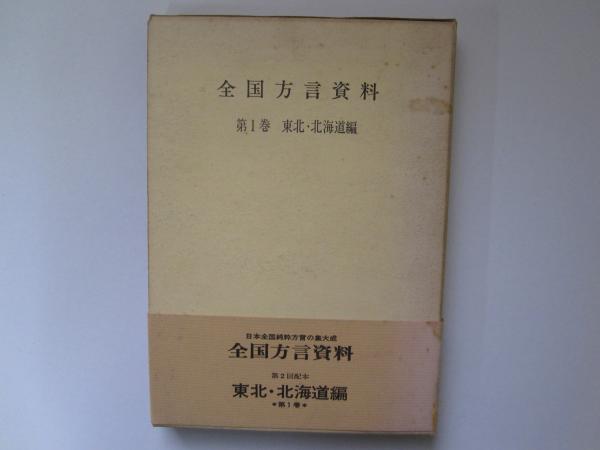 全国方言資料
第Ⅰ巻 東北・北海道編
日本全国純粋方言の集大成
全国方言資料
第2回配本
東北・北海道編
*第1巻*